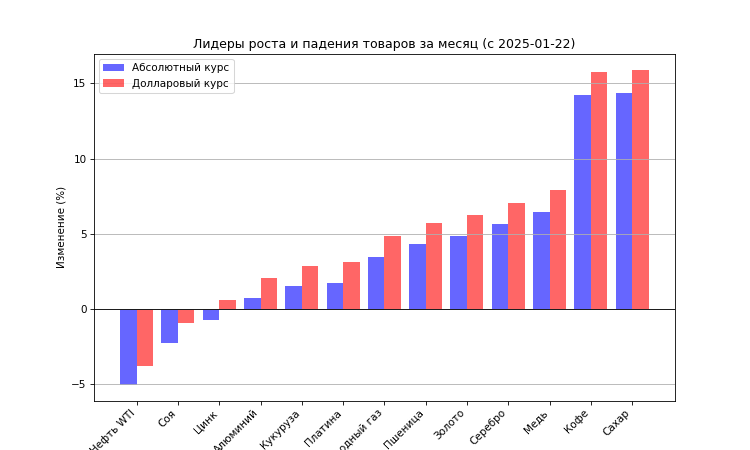 Лидеры роста и падения товаров за месяц (с 2025-01-22)
Абсолютный курс
Долларовый курс
Изменение (%)
15
10
5
0
−5
Нефть WTI
Соя
Цинк
Алюминий
Кукуруза
Платина
одный газ
Пшеница
Золото
Серебро
Медь
Кофе
Сахар